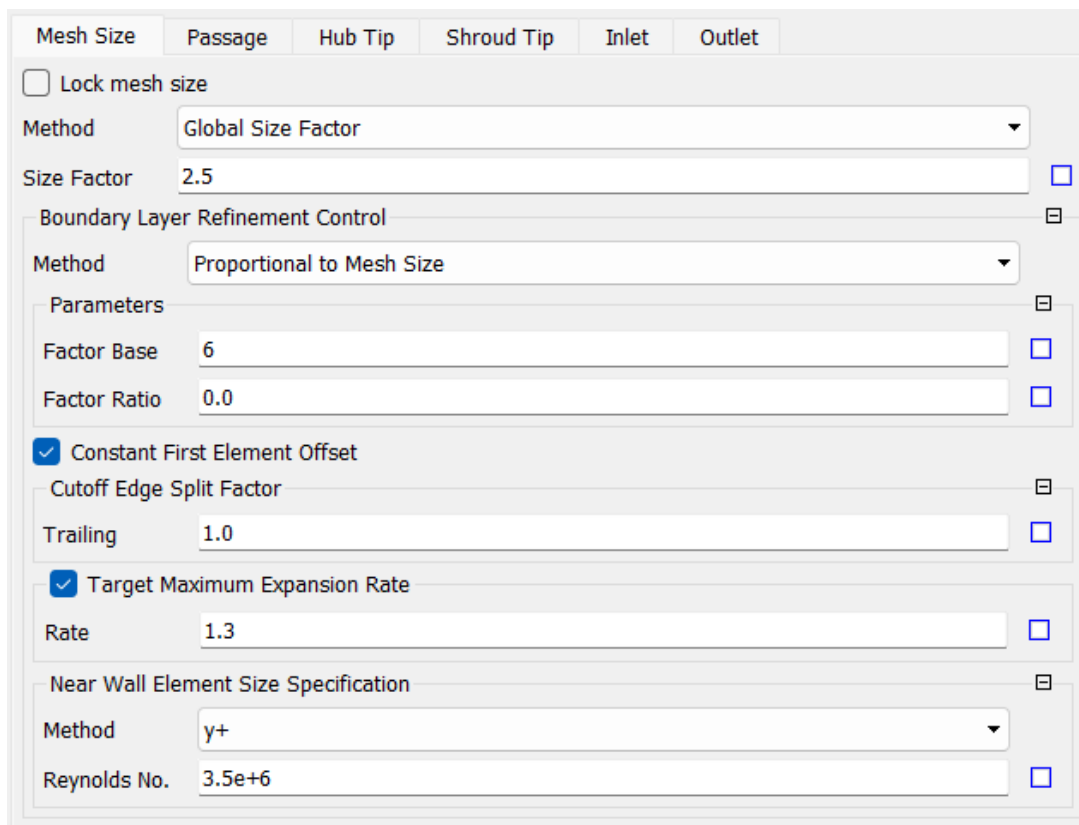 Mesh Size Passage Hub Tip Shroud Tip Inlet Outlet
Lock mesh size
Method Global Size Factor
Size Factor 2.5
Boundary Layer Refinement Control
Method Proportional to Mesh Size
Parameters
Factor Base 6
Factor Ratio 0.0
Constant First Element Offset
Cutoff Edge Split Factor
Trailing 1.0
Target Maximum Expansion Rate
Rate 1.3
Near Wall Element Size Specification
Method y+
Reynolds No. 3.5e+6